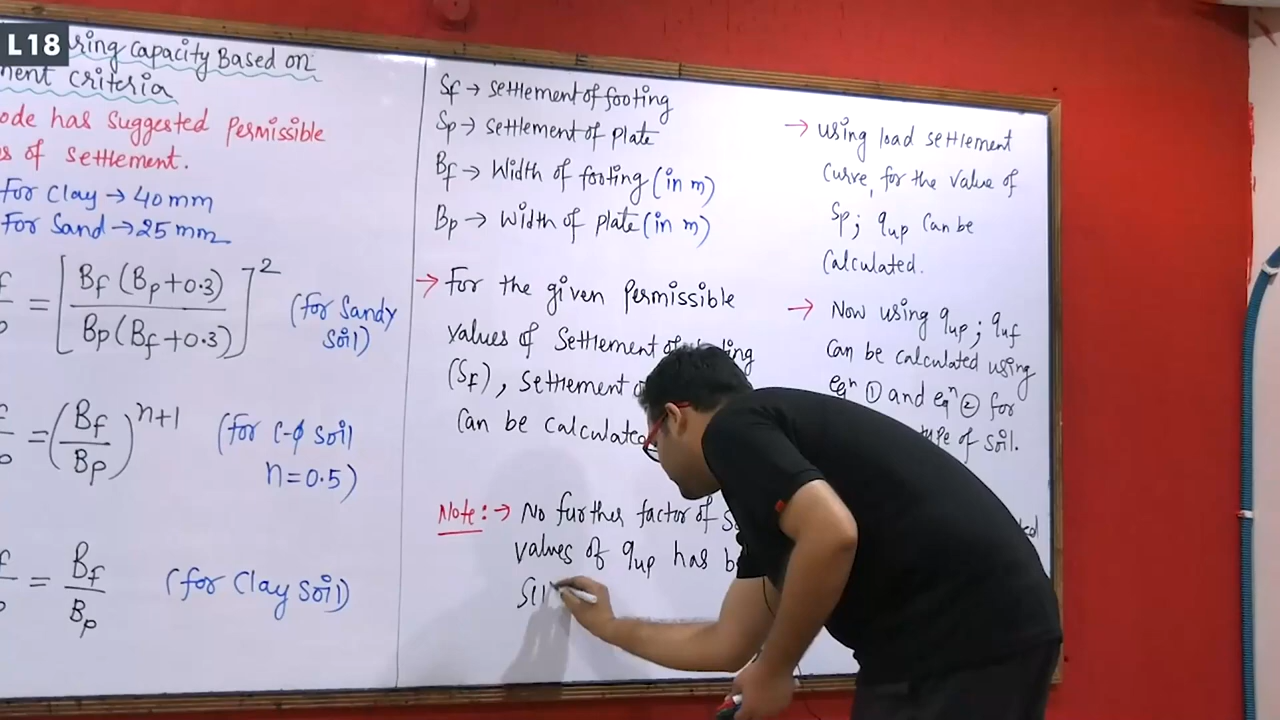 L18
ring Capacity Based on
ment criteria
ode has suggested Permissible
s of settlement.
For Clay → 40 mm
For Sand → 25 mm
= [Bf (Bp+0.3) / Bp (Bf+0.3)]² (for Sandy
Soil)
= (Bf / Bp)ⁿ⁺¹ (for C-ϕ Soil
n=0.5)
= Bf / Bp (for Clay Soil)
Sf → settlement of footing
Sp → settlement of plate
Bf → Width of footing (in m)
Bp → Width of plate (in m)
→ For the given Permissible
values of Settlement of
(Sf), Settlement
Can be calculated
Note: → No further factor of
values of qup has
→ using load settlement
Curve, for the value of
Sp; qup Can be
Calculated.
→ Now using qup; quf
Can be calculated using
eqⁿ ① and eqⁿ ② for
type of soil.